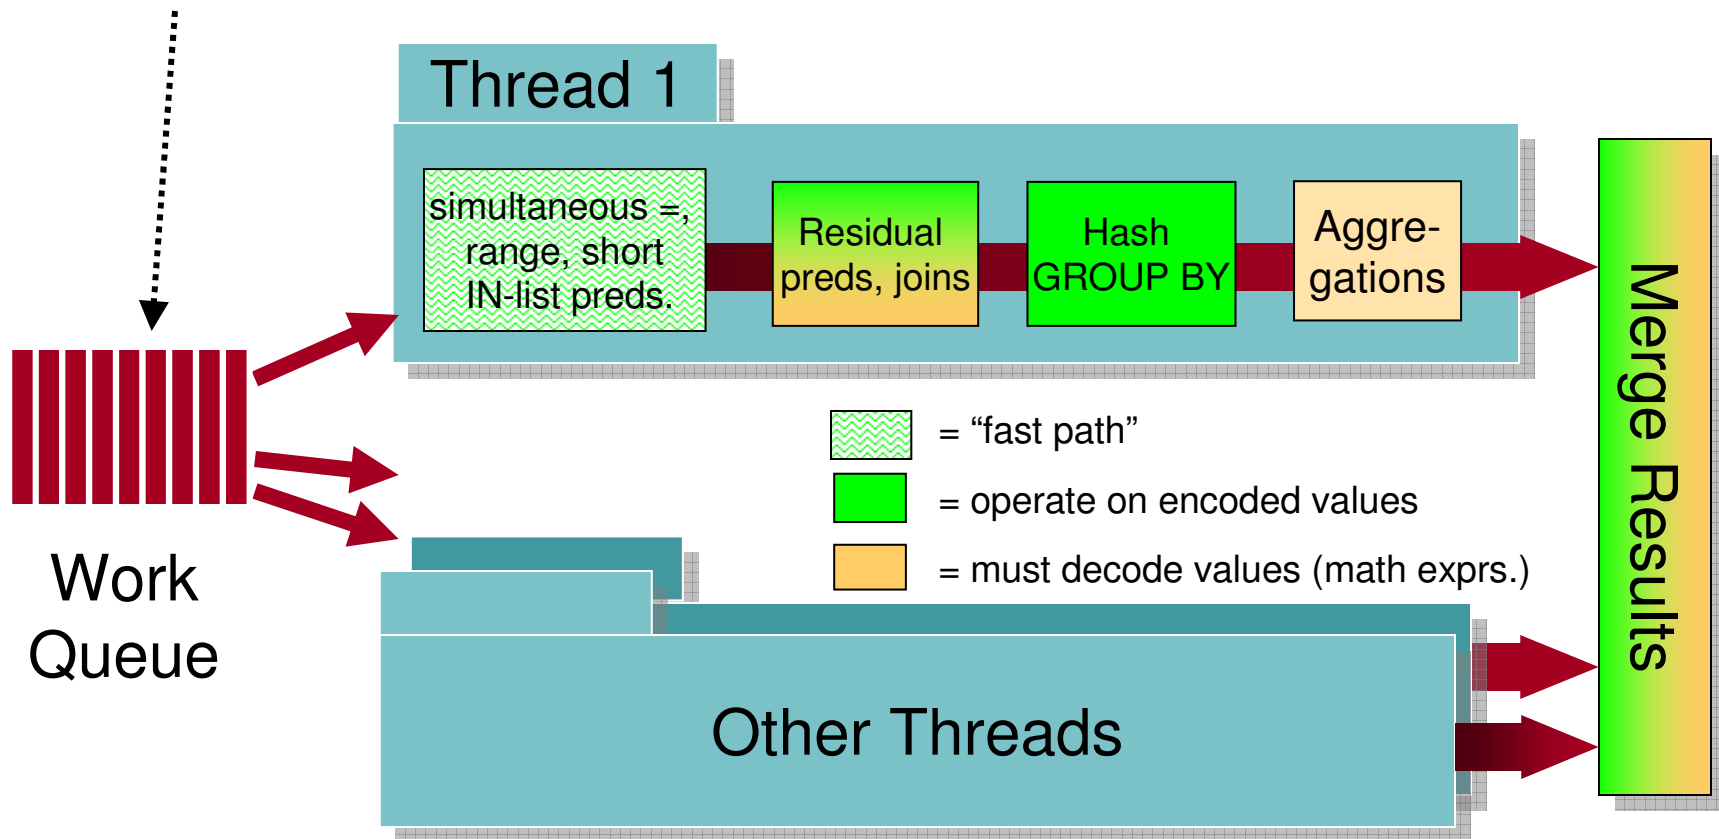 Thread 1
simultaneous =,
range, short
IN-list preds.
Residual
preds, joins
Hash
GROUP BY
Aggre-
gations
Merge Results
= “fast path”
= operate on encoded values
= must decode values (math exprs.)
Work
Queue
Other Threads